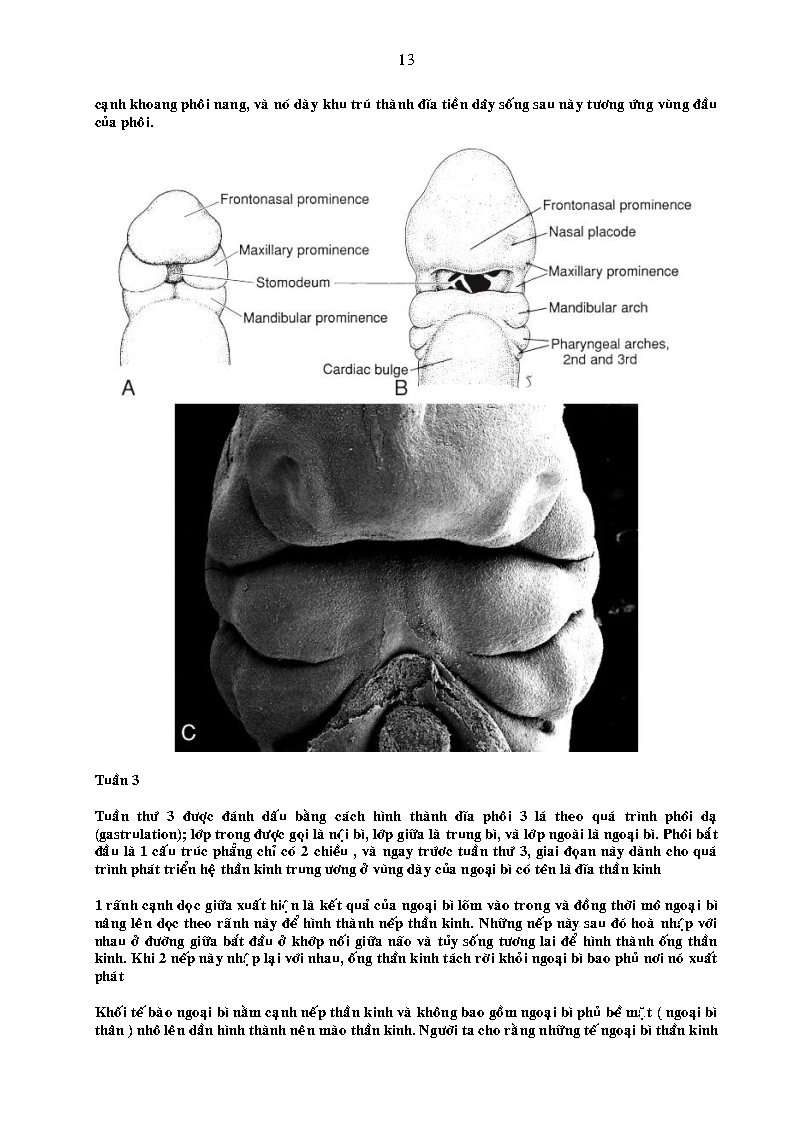 13
cạnh khoang phôi nang, và nó dày khu trú thành đĩa tiền dây sống sau này tương ứng vùng đầu
của phôi.
Frontonasal prominence
Maxillary prominence
Stomodeum
Mandibular prominence
A
Frontonasal prominence
Nasal placode
Maxillary prominence
Mandibular arch
Pharyngeal arches,
2nd and 3rd
Cardiac bulge
B
C
Tuần 3
Tuần thứ 3 được đánh dấu bằng cách hình thành đĩa phôi 3 lá theo quá trình phôi dạ
(gastrulation); lớp trong được gọi là nội bì, lớp giữa là trung bì, và lớp ngoài là ngoại bì. Phôi bắt
đầu là 1 cấu trúc phẳng chỉ có 2 chiều , và ngay trước tuần thứ 3, giai đọan này dành cho quá
trình phát triển hệ thần kinh trung ương ở vùng dày của ngoại bì có tên là đĩa thần kinh
1 rãnh cạnh dọc giữa xuất hiện là kết quả của ngoại bì lõm vào trong và đồng thời mô ngoại bì
nâng lên dọc theo rãnh này để hình thành nếp thần kinh. Những nếp này sau đó hoà nhập với
nhau ở đường giữa bắt đầu ở khớp nối giữa não và tủy sống tương lai để hình thành ống thần
kinh. Khi 2 nếp này nhập lại với nhau, ống thần kinh tách rời khỏi ngoại bì bao phủ nơi nó xuất
phát
Khối tế bào ngoại bì nằm cạnh nếp thần kinh và không bao gồm ngoại bì phủ bề mặt ( ngoại bì
thân ) nhô lên dần hình thành nên mào thần kinh. Người ta cho rằng những tế ngoại bì thần kinh